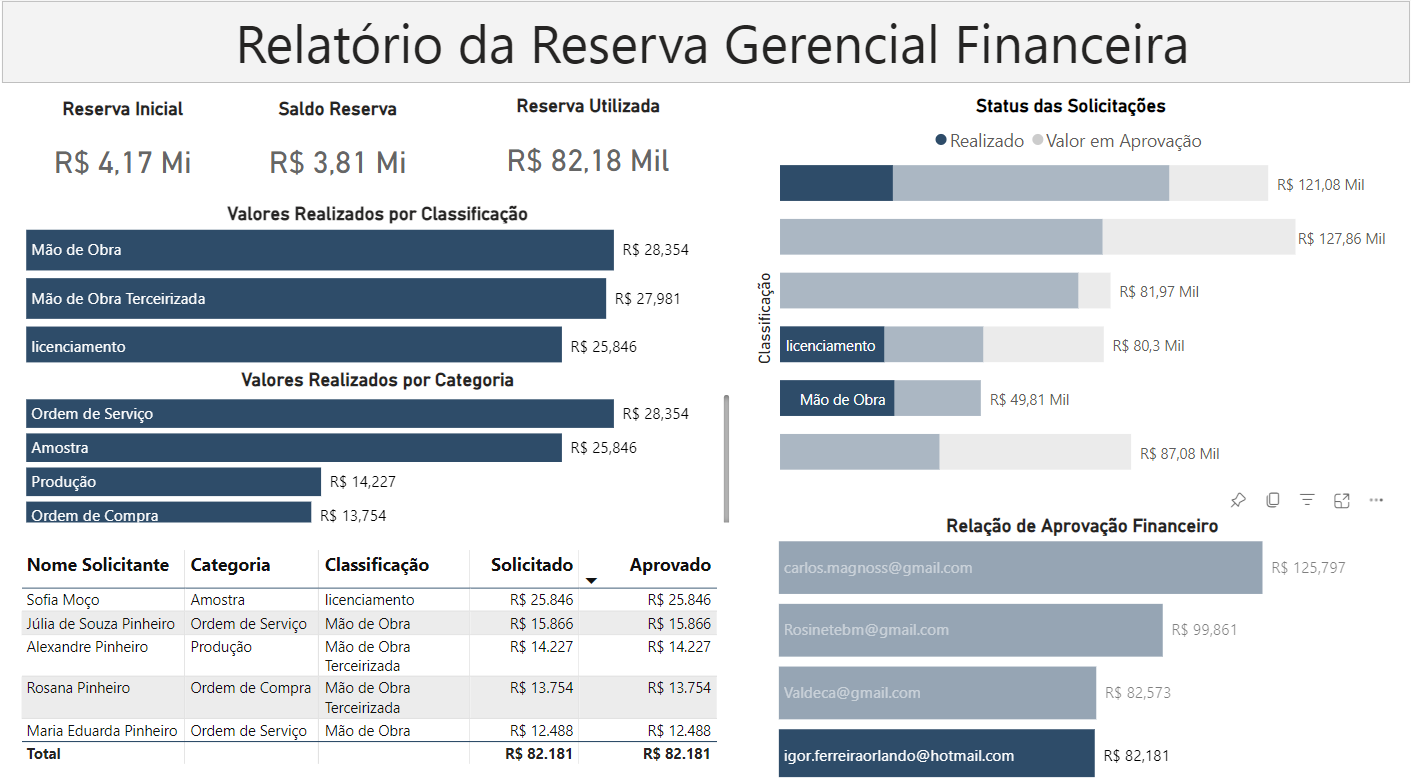 Relatório da Reserva Gerencial Financeira
Reserva Inicial
R$ 4,17 Mi
Saldo Reserva
R$ 3,81 Mi
Reserva Utilizada
R$ 82,18 Mil
Valores Realizados por Classificação
Mão de Obra R$ 28,354
Mão de Obra Terceirizada R$ 27,981
licenciamento R$ 25,846
Valores Realizados por Categoria
Ordem de Serviço R$ 28,354
Amostra R$ 25,846
Produção R$ 14,227
Ordem de Compra R$ 13,754
Nome Solicitante Categoria Classificação Solicitado Aprovado
Sofia Moço Amostra licenciamento R$ 25.846 R$ 25.846
Júlia de Souza Pinheiro Ordem de Serviço Mão de Obra R$ 15.866 R$ 15.866
Alexandre Pinheiro Produção Mão de Obra R$ 14.227 R$ 14.227
Terceirizada
Rosana Pinheiro Ordem de Compra Mão de Obra R$ 13.754 R$ 13.754
Terceirizada
Maria Eduarda Pinheiro Ordem de Serviço Mão de Obra R$ 12.488 R$ 12.488
Total R$ 82.181 R$ 82.181
Status das Solicitações
Realizado Valor em Aprovação
Classificação
R$ 121,08 Mil
R$ 127,86 Mil
R$ 81,97 Mil
licenciamento R$ 80,3 Mil
Mão de Obra R$ 49,81 Mil
R$ 87,08 Mil
Relação de Aprovação Financeiro
carlos.magnoss@gmail.com R$ 125,797
Rosinetebm@gmail.com R$ 99,861
Valdeca@gmail.com R$ 82,573
igor.ferreiraorlando@hotmail.com R$ 82,181